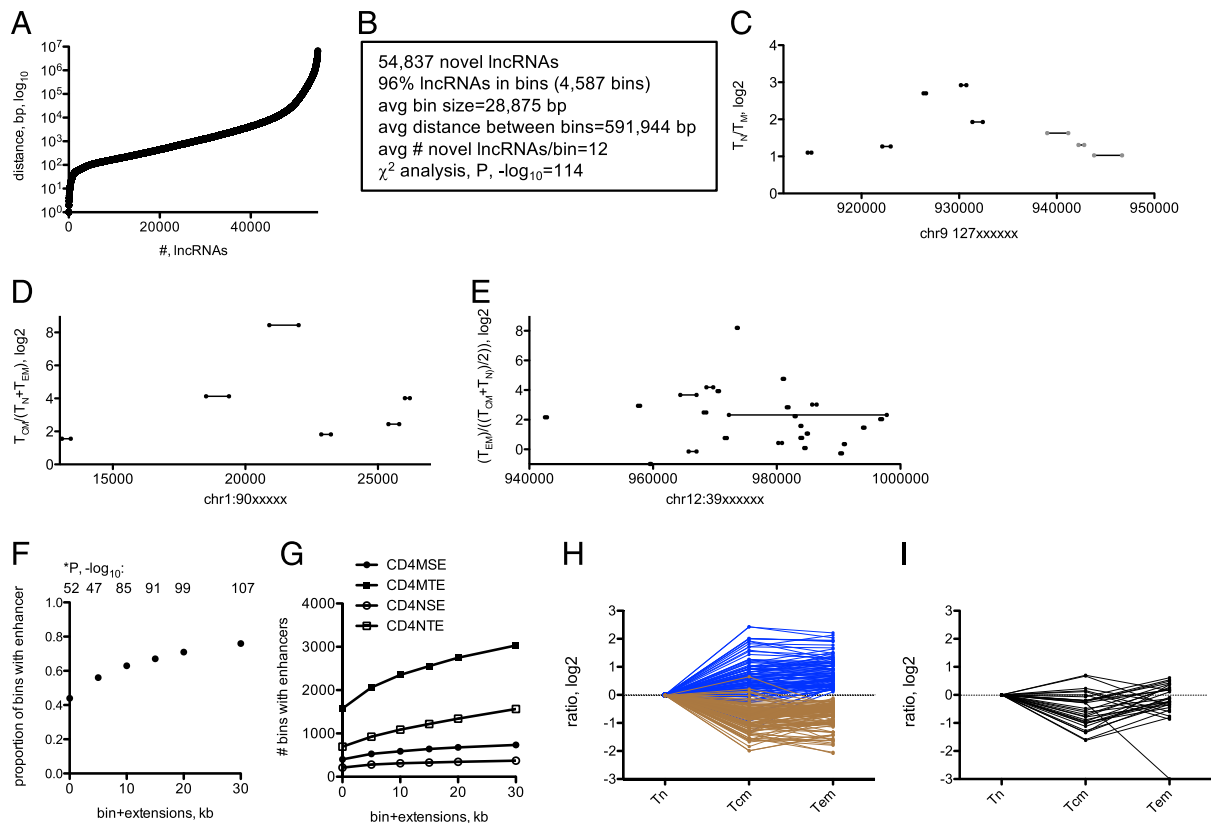 A
distance, bp, log10
10^7
10^6
10^5
10^4
10^3
10^2
10^1
10^0
0
20000
40000
#, lncRNAs
B
54,837 novel lncRNAs
96% lncRNAs in bins (4,587 bins)
avg bin size=28,875 bp
avg distance between bins=591,944 bp
avg # novel lncRNAs/bin=12
χ2 analysis, P, -log10=114
C
TN/TM, log2
4
3
2
1
0
920000
930000
940000
950000
chr9 127xxxxxx
D
TCM/(TN+TEM), log2
8
6
4
2
0
15000
20000
25000
chr1:90xxxxx
E
(TEM)/((TCM+TN)/2)), log2
8
6
4
2
0
940000
960000
980000
1000000
chr12:39xxxxxx
F
*P, -log10:
52 47 85 91 99 107
proportion of bins with enhancer
1.0
0.8
0.6
0.4
0.2
0.0
0
10
20
30
bin+extensions, kb
G
CD4MSE
CD4MTE
CD4NSE
CD4NTE
# bins with enhancers
4000
3000
2000
1000
0
0
10
20
30
bin+extensions, kb
H
ratio, log2
3
2
1
0
-1
-2
-3
Tn
Tcm
Tem
I
ratio, log2
3
2
1
0
-1
-2
-3
Tn
Tcm
Tem